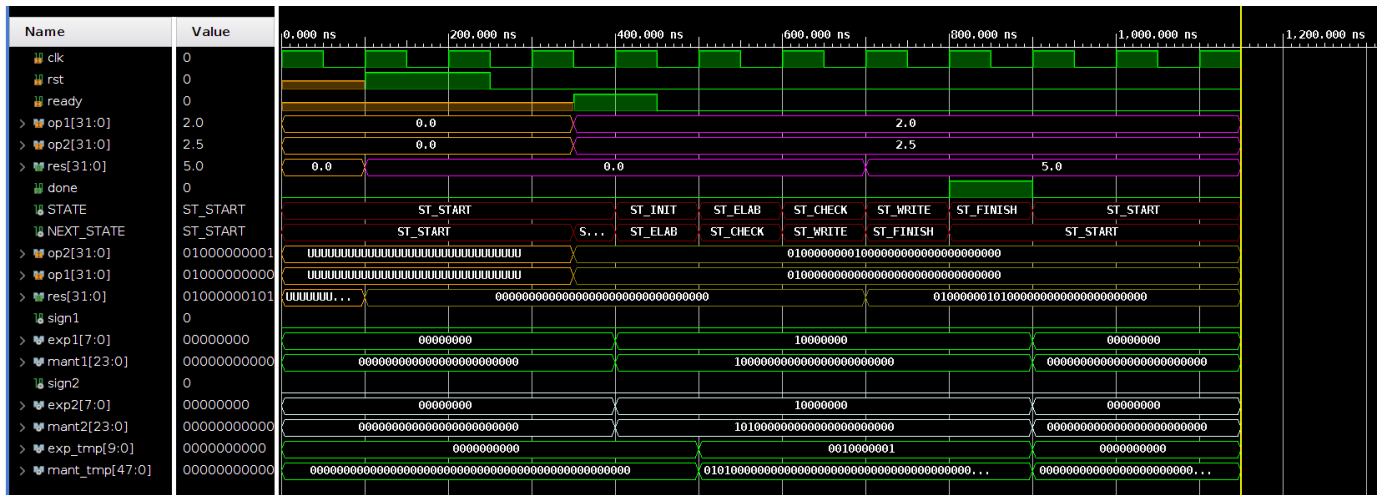 Name Value 0.000 ns 200.000 ns 400.000 ns 600.000 ns 800.000 ns 1,000.000 ns 1,200.000 ns
clk 0
rst 0
ready 0
op1[31:0] 2.0 0.0 2.0
op2[31:0] 2.5 0.0 2.5
res[31:0] 5.0 0.0 0.0 5.0
done 0
STATE ST_START ST_START ST_INIT ST_ELAB ST_CHECK ST_WRITE ST_FINISH ST_START
NEXT_STATE ST_START ST_START S... ST_ELAB ST_CHECK ST_WRITE ST_FINISH ST_START
op2[31:0] 01000000001 UUUUUUUUUUUUUUUUUUUUUUUUUUUUUUUU 01000000001000000000000000000000
op1[31:0] 01000000000 UUUUUUUUUUUUUUUUUUUUUUUUUUUUUUUU 01000000000000000000000000000000
res[31:0] 01000000101 UUUUUUU... 00000000000000000000000000000000 01000000101000000000000000000000
sign1 0
exp1[7:0] 00000000 00000000 10000000 00000000
mant1[23:0] 00000000000 000000000000000000000000 100000000000000000000000 000000000000000000000000
sign2 0
exp2[7:0] 00000000 00000000 10000000 00000000
mant2[23:0] 00000000000 000000000000000000000000 101000000000000000000000 000000000000000000000000
exp_tmp[9:0] 0000000000 0000000000 0010000001 0000000000
mant_tmp[47:0] 00000000000 000000000000000000000000000000000000000000000000 0101000000000000000000000000000000000000... 00000000000000000000000...